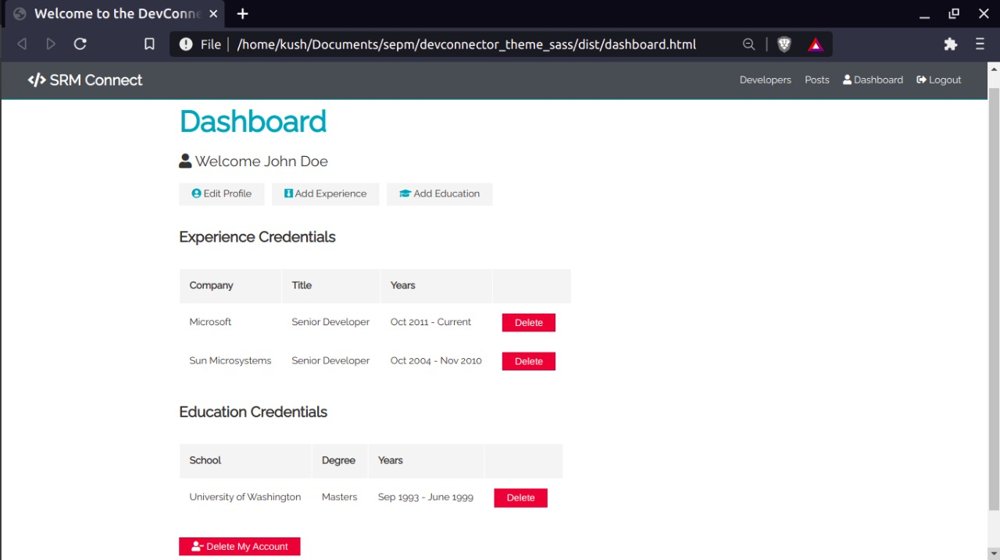 Welcome to the DevConne
File /home/kush/Documents/sepm/devconnector_theme_sass/dist/dashboard.html
</> SRM Connect Developers Posts Dashboard Logout
Dashboard
Welcome John Doe
Edit Profile Add Experience Add Education
Experience Credentials
Company Title Years
Microsoft Senior Developer Oct 2011 - Current Delete
Sun Microsystems Senior Developer Oct 2004 - Nov 2010 Delete
Education Credentials
School Degree Years
University of Washington Masters Sep 1993 - June 1999 Delete
Delete My Account